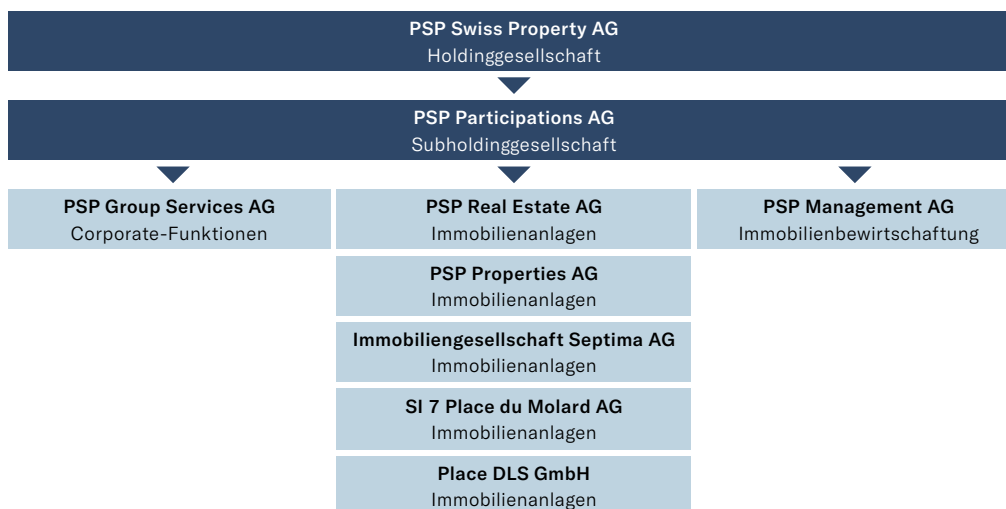 PSP Swiss Property AG
Holdinggesellschaft
PSP Participations AG
Subholdinggesellschaft
PSP Group Services AG
Corporate-Funktionen
PSP Real Estate AG
Immobilienanlagen
PSP Management AG
Immobilienbewirtschaftung
PSP Properties AG
Immobilienanlagen
Immobiliengesellschaft Septima AG
Immobilienanlagen
SI 7 Place du Molard AG
Immobilienanlagen
Place DLS GmbH
Immobilienanlagen